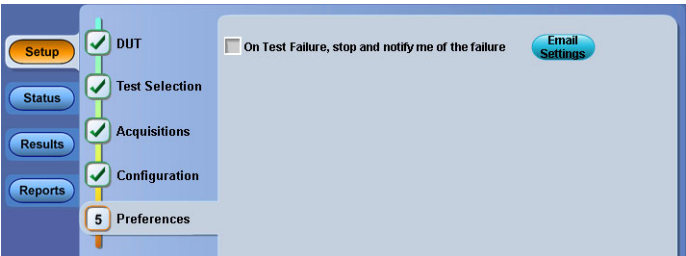 Setup
Status
Results
Reports
DUT
Test Selection
Acquisitions
Configuration
5 Preferences
On Test Failure, stop and notify me of the failure
Email
Settings